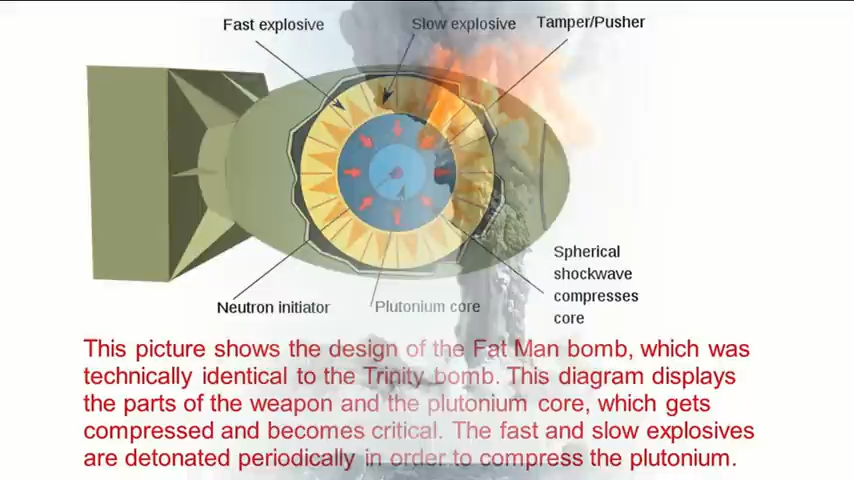 Fast explosive
Slow explosive
Tamper/Pusher
Spherical
shockwave
compresses
core
Neutron initiator
Plutonium core
This picture shows the design of the Fat Man bomb, which was
technically identical to the Trinity bomb. This diagram displays
the parts of the weapon and the plutonium core, which gets
compressed and becomes critical. The fast and slow explosives
are detonated periodically in order to compress the plutonium.